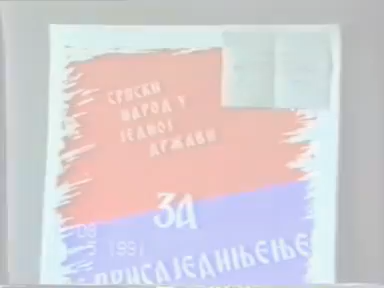 СРПСКИ
НАРОД У
ЈЕДНОЈ
ДРЖАВИ
ЗА
ПРИСАЈЕДИЊЕЊЕ
1991